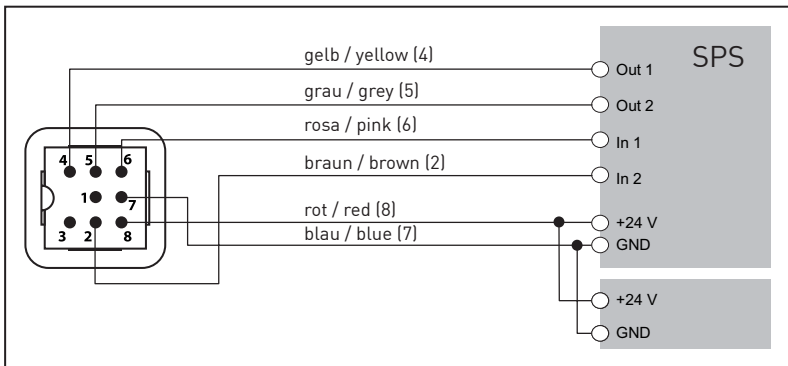 gelb / yellow (4)
grau / grey (5)
rosa / pink (6)
braun / brown (2)
rot / red (8)
blau / blue (7)
4 5 6
1 7
3 2 8
SPS
Out 1
Out 2
In 1
In 2
+24 V
GND
+24 V
GND